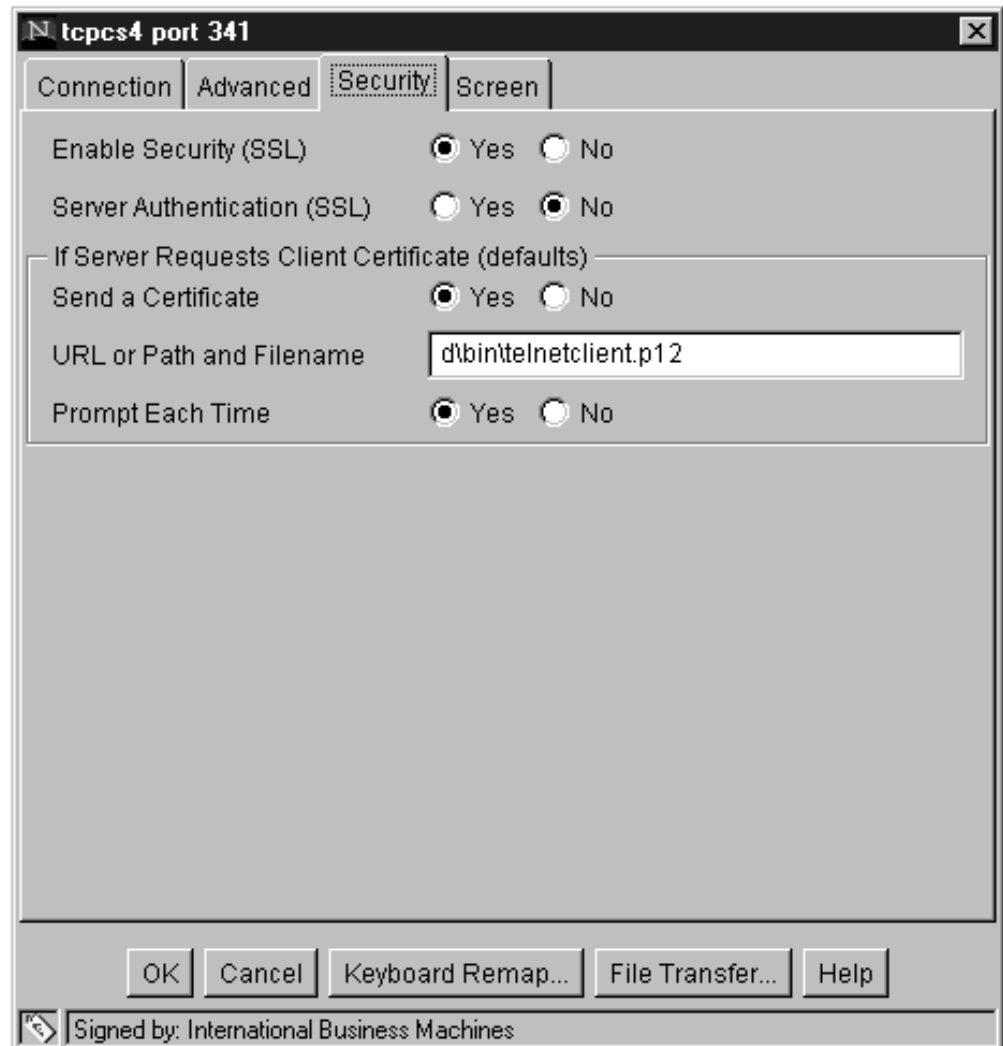 N tcpcs4 port 341
Connection Advanced Security Screen
Enable Security (SSL) Yes No
Server Authentication (SSL) Yes No
If Server Requests Client Certificate (defaults)
Send a Certificate Yes No
URL or Path and Filename d\bin\telnetclient.p12
Prompt Each Time Yes No
OK Cancel Keyboard Remap... File Transfer... Help
Signed by: International Business Machines